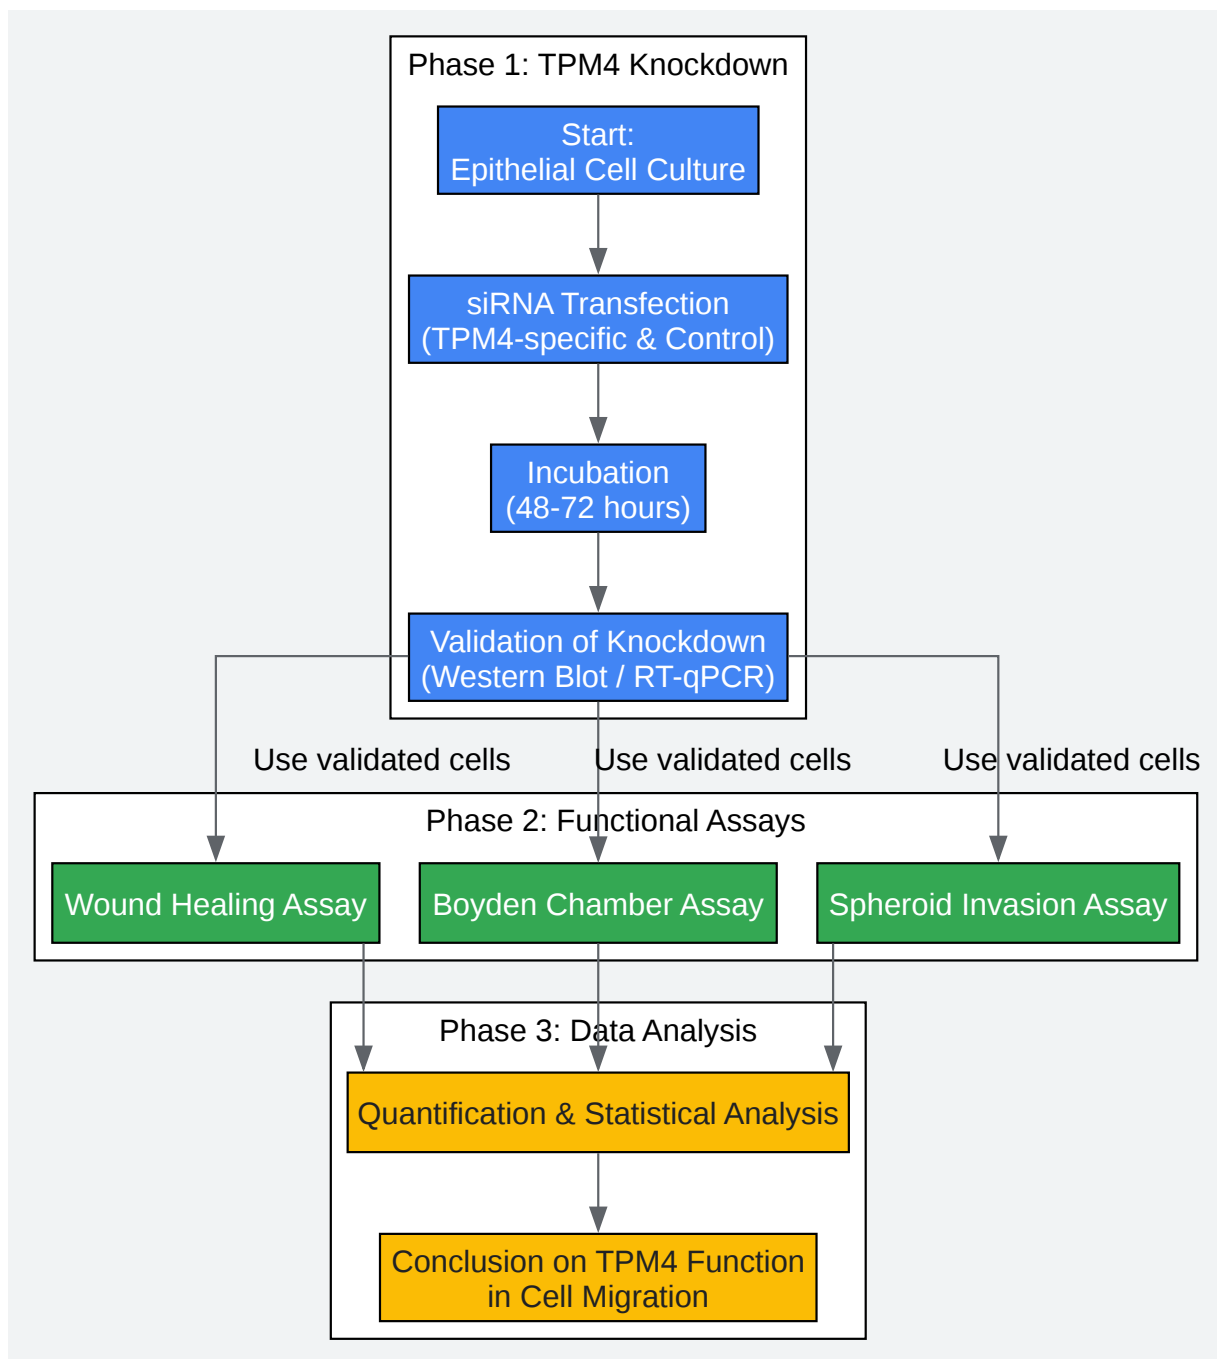 Phase 1: TPM4 Knockdown
Start:
Epithelial Cell Culture
siRNA Transfection
(TPM4-specific & Control)
Incubation
(48-72 hours)
Validation of Knockdown
(Western Blot / RT-qPCR)
Use validated cells
Use validated cells
Use validated cells
Phase 2: Functional Assays
Wound Healing Assay
Boyden Chamber Assay
Spheroid Invasion Assay
Phase 3: Data Analysis
Quantification & Statistical Analysis
Conclusion on TPM4 Function
in Cell Migration